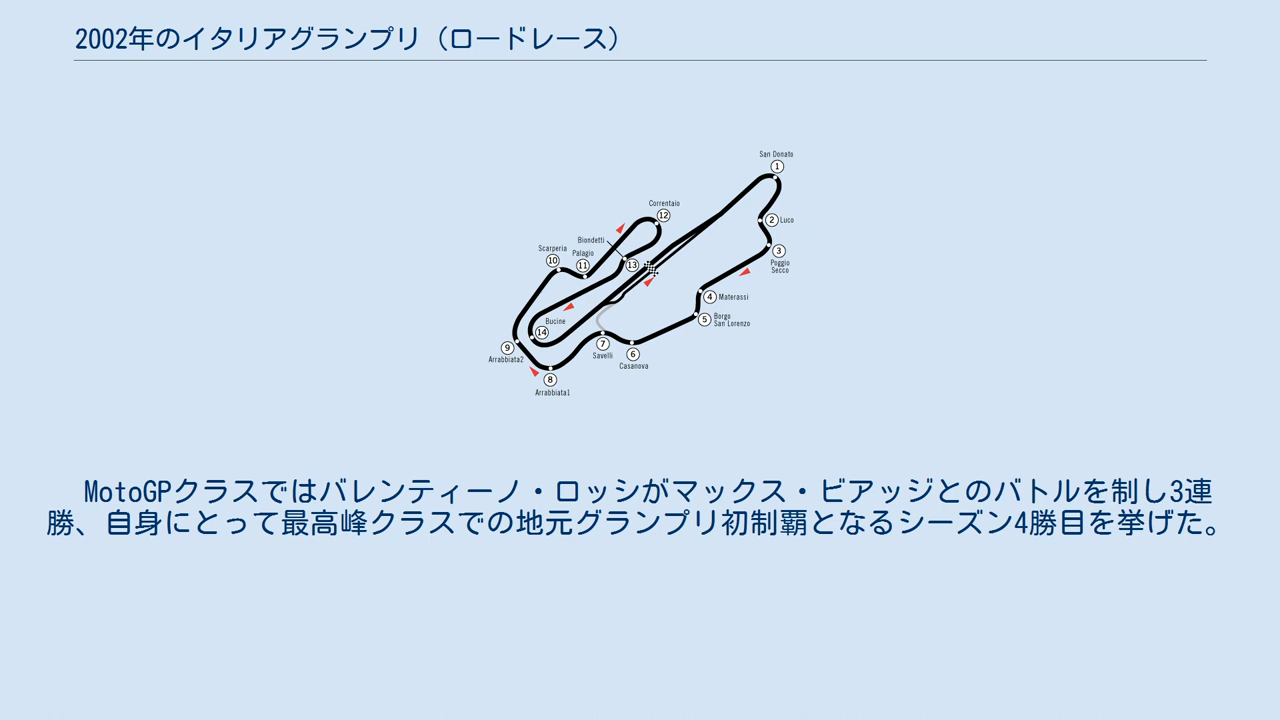 2002年のイタリアグランプリ（ロードレース）
San Donato
1
2 Luco
3
Poggio
Secco
4 Materassi
5 Borgo
San Lorenzo
6
Casanova
7
Savelli
8
Arrabbiata1
9
Arrabbiata2
Scarperia
10
Palagio
11
Correntaio
12
Biondetti
13
Bucine
14
MotoGPクラスではバレンティーノ・ロッシがマックス・ビアッジとのバトルを制し3連
勝、自身にとって最高峰クラスでの地元グランプリ初制覇となるシーズン4勝目を挙げた。